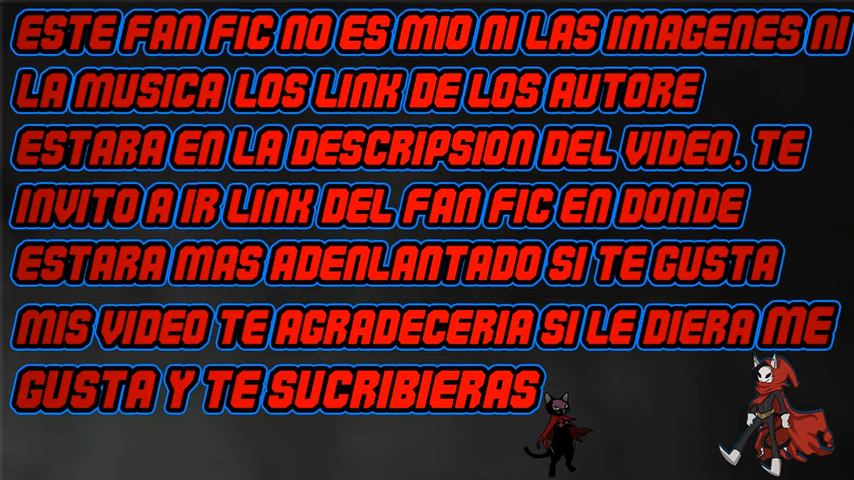 ESTE FAN FIC NO ES MIO NI LAS IMAGENES NI
LA MUSICA LOS LINK DE LOS AUTORE
ESTARA EN LA DESCRIPSION DEL VIDEO. TE
INVITO A IR LINK DEL FAN FIC EN DONDE
ESTARA MAS ADENLANTADO SI TE GUSTA
MIS VIDEO TE AGRADECERIA SI LE DIERA ME
GUSTA Y TE SUCRIBIERAS